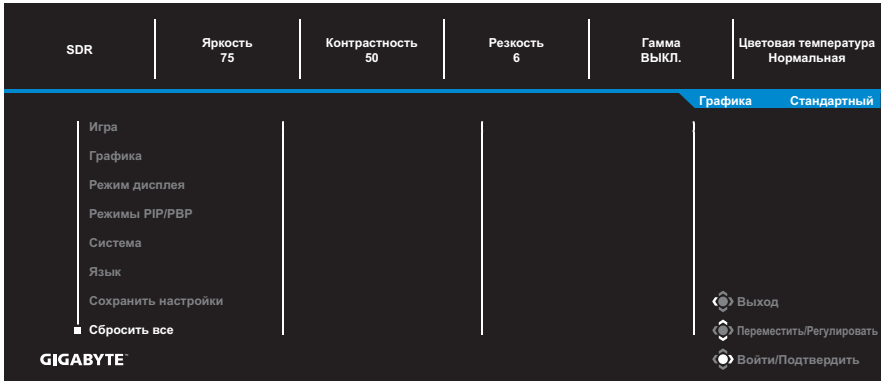 SDR
Яркость
75
Контрастность
50
Резкость
6
Гамма
ВЫКЛ.
Цветовая температура
Нормальная
Графика Стандартный
Игра
Графика
Режим дисплея
Режимы PIP/PBP
Система
Язык
Сохранить настройки
Сбросить все
Выход
Переместить/Регулировать
Войти/Подтвердить
GIGABYTE™